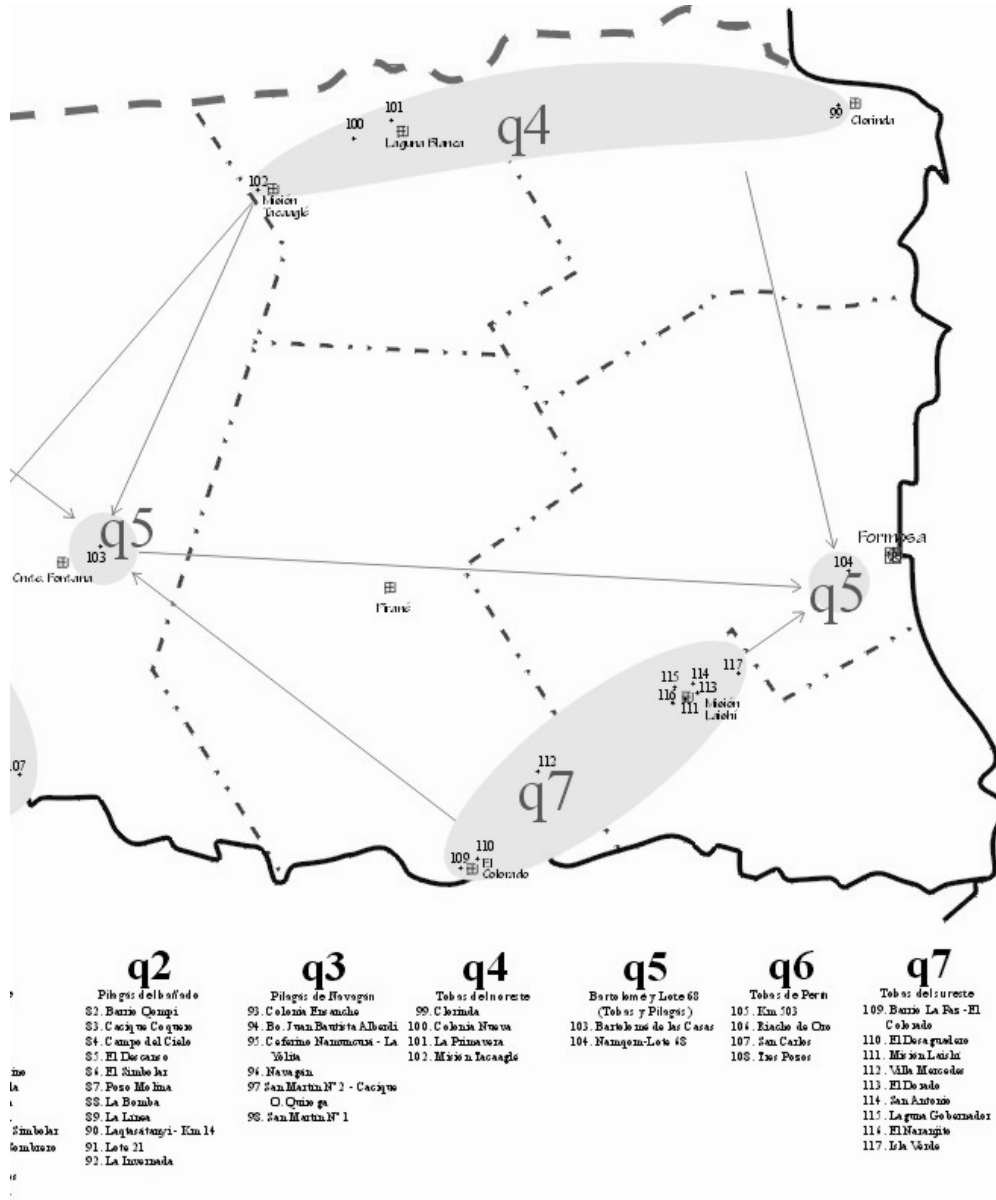 101
100
q4
99
Clorinda
Laguna Blanca
102
Misión
Tacaaglé
q5
103
Cnte. Fontana
Formosa
104
q5
Pirané
117
114
115
113
116
111
Misión
Laishí
107
112
q7
110
109
El
Colorado
q2
Pilagás del bañado
82. Barrio Qompi
83. Cacique Coquero
84. Campo del Cielo
85. El Descanso
86. El Simbolar
87. Pozo Molina
88. La Bomba
89. La Línea
90. Laqtasatanyi - Km 14
91. Lote 21
92. La Invernada
q3
Pilagás de Navagán
93. Colonia Ensanche
94. Bo. Juan Bautista Alberdi
95. Ceferino Namuncurá - La
Yolita
96. Navagán
97 San Martín N° 2 - Cacique
O. Quiroga
98. San Martín N° 1
q4
Tobas del noreste
99. Clorinda
100. Colonia Nueva
101. La Primavera
102. Misión Tacaagle
q5
Bartolomé y Lote 68
(Tobas y Pilagás)
103. Bartolome de las Casas
104. Namqom-Lote 68
q6
Tobas de Perín
105. Km 503
106. Riacho de Oro
107. San Carlos
108. Tres Pozos
q7
Tobas del sureste
109. Barrio La Paz - El
Colorado
110. El Desaguadero
111. Misión Laishí
112. Villa Mercedes
113. El Dorado
114. San Antonio
115. Laguna Gobernador
116. El Naranjito
117. Isla Verde
Simbolar